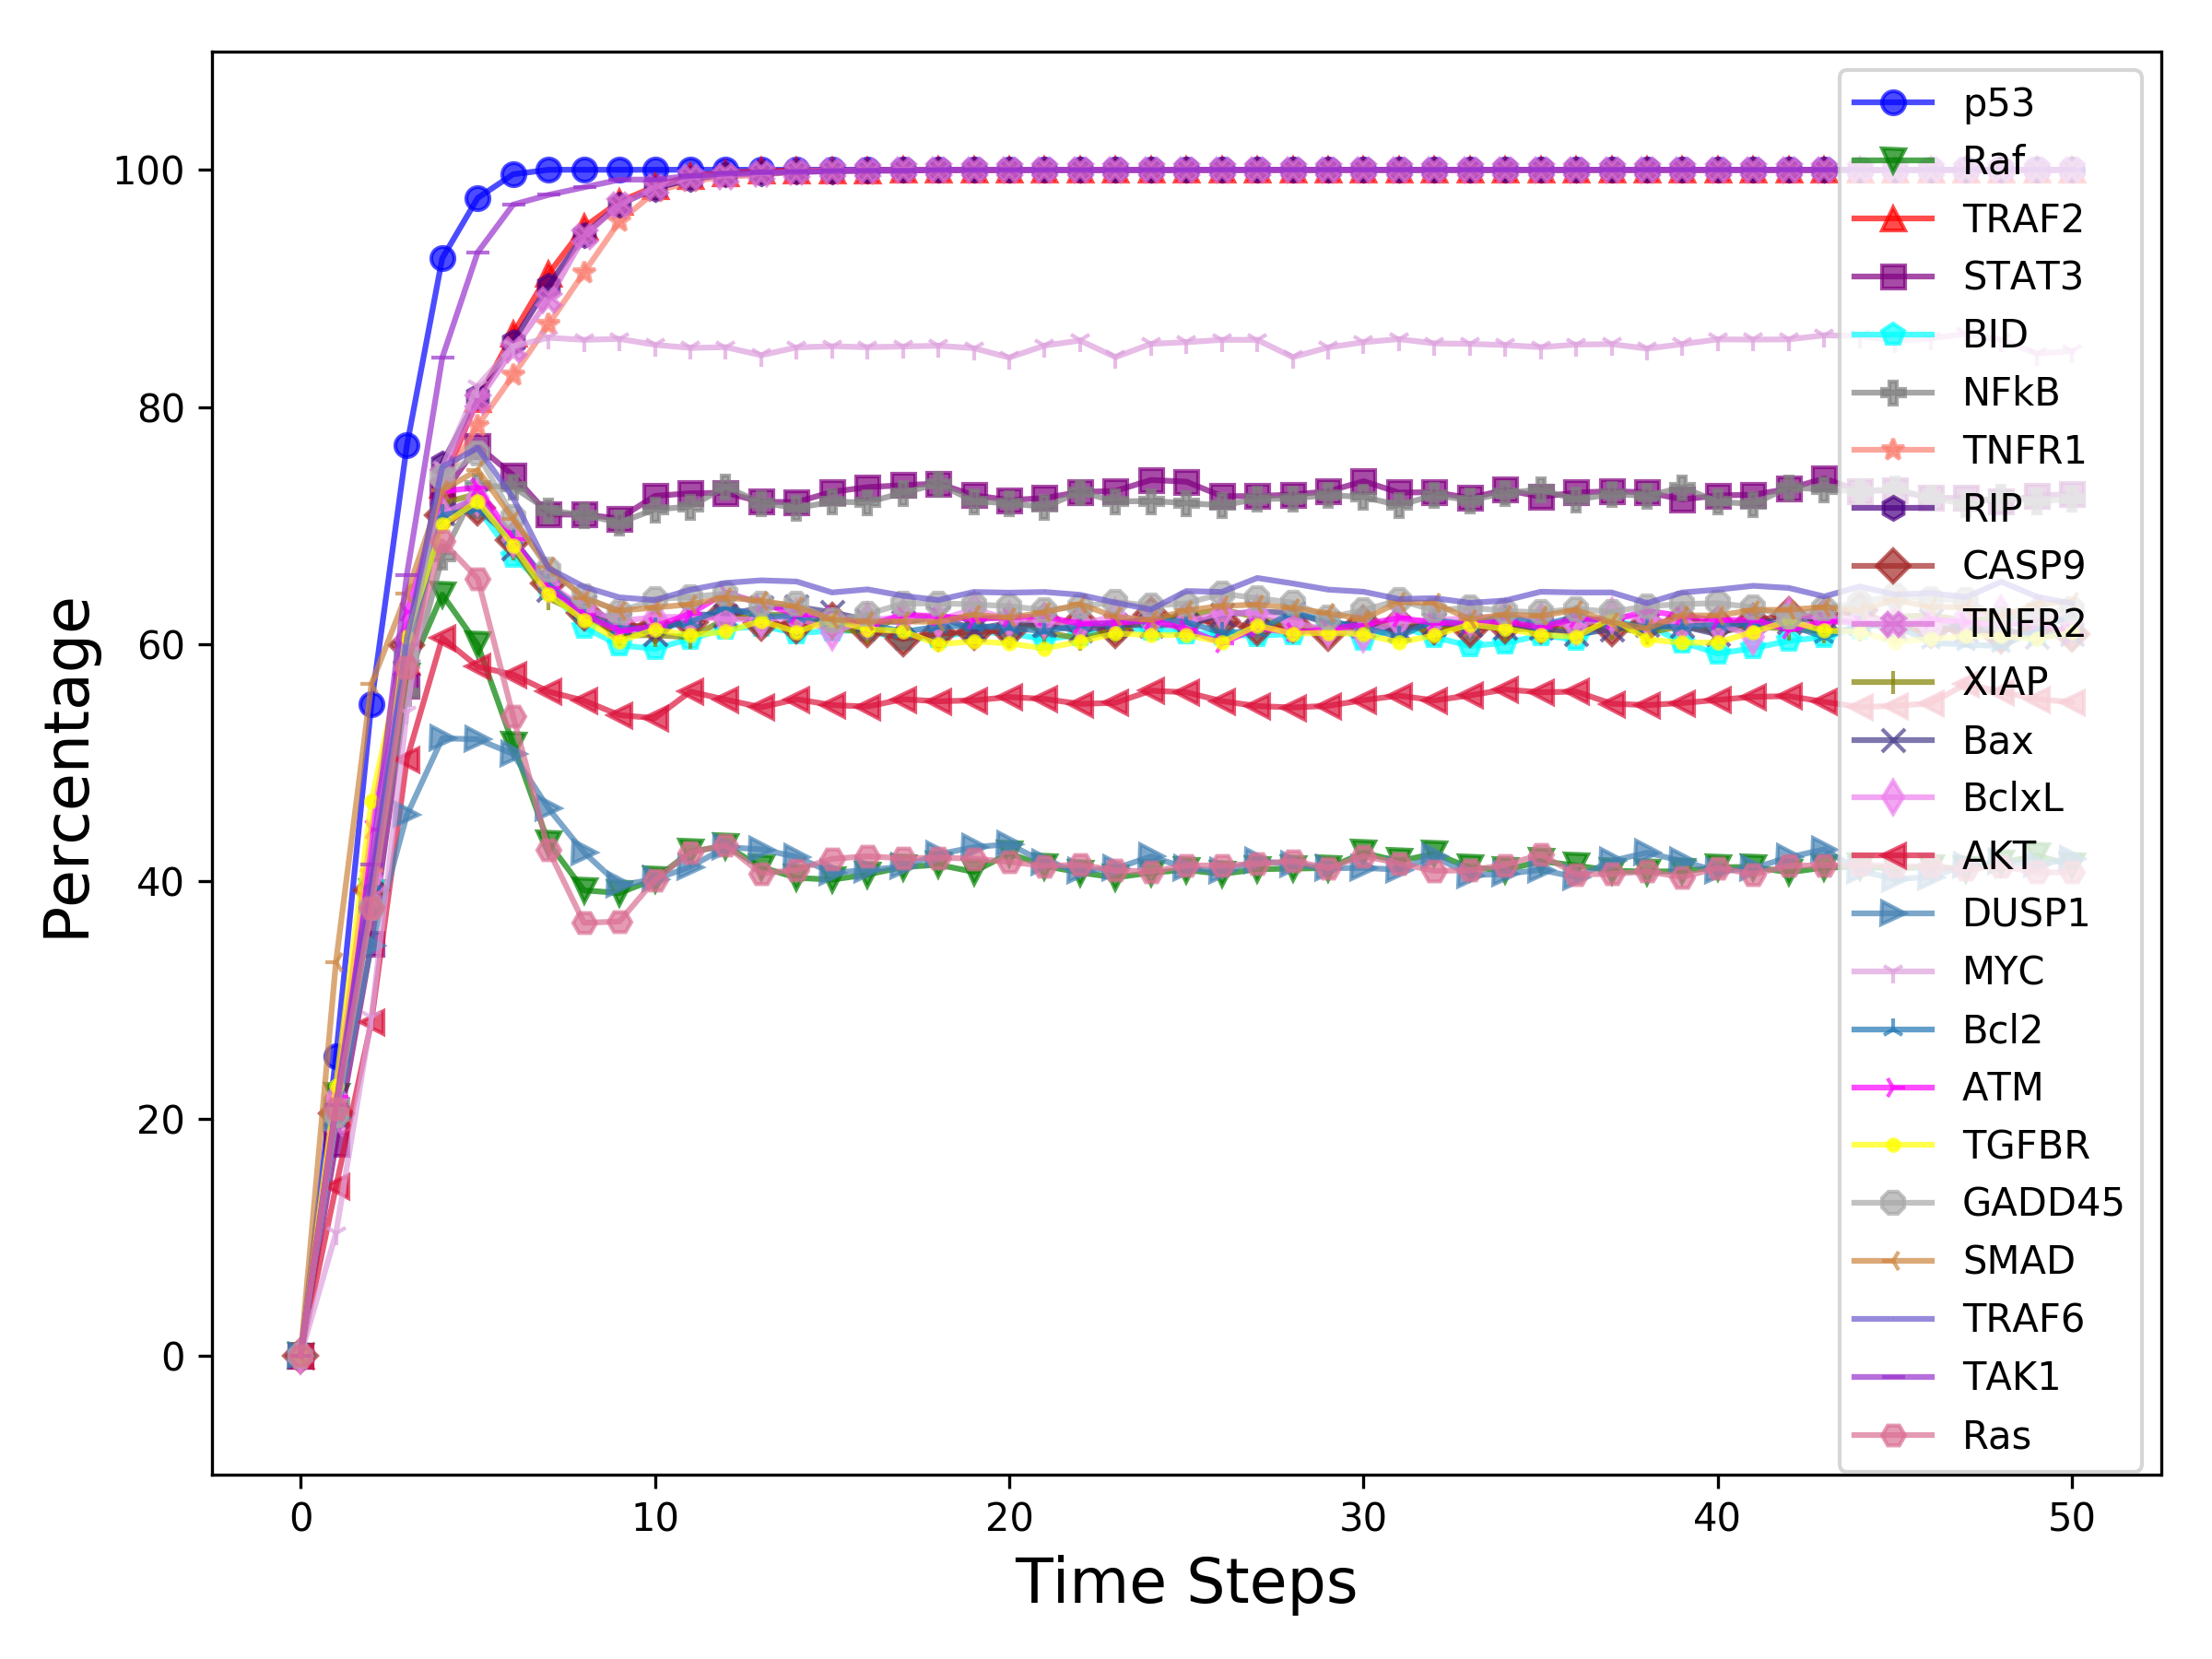 Percentage
100
80
60
40
20
0
0 10 20 30 40 50
Time Steps
p53
Raf
TRAF2
STAT3
BID
NFkB
TNFR1
RIP
CASP9
TNFR2
XIAP
Bax
BclxL
AKT
DUSP1
MYC
Bcl2
ATM
TGFBR
GADD45
SMAD
TRAF6
TAK1
Ras